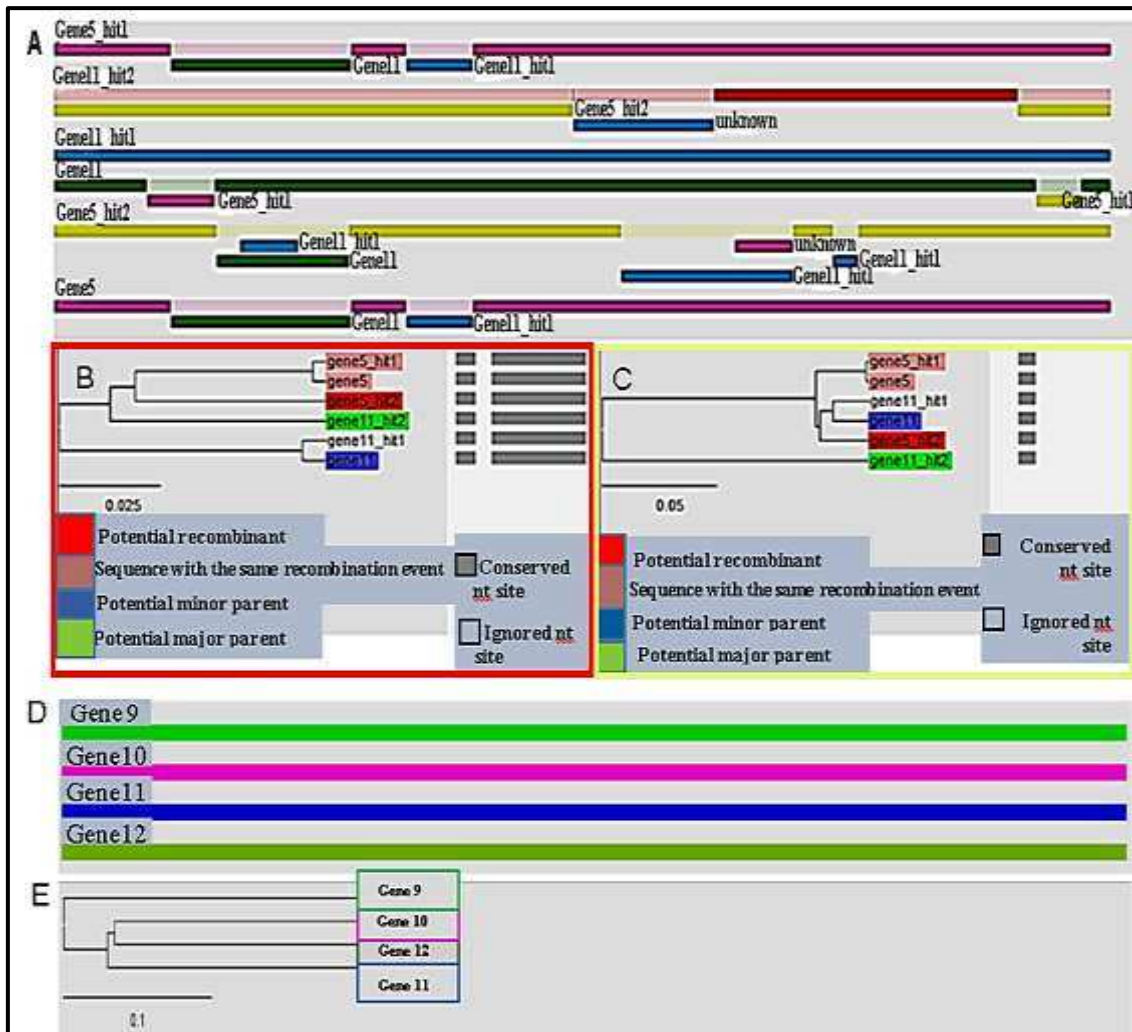 A
Gene5_hit1
Gene11
Gene11_hit1
Gene11_hit2
Gene5_hit2
unknown
Gene11_hit1
Gene11
Gene5_hit1
Gene5_hit1
Gene5_hit2
Gene11_hit1
unknown
Gene11_hit1
Gene11
Gene11_hit1
Gene5
Gene11
Gene11_hit1
B
gene5_hit1
gene5
gene5_hit2
gene11_hit2
gene11_hit1
gene11
0.025
Potential recombinant
Sequence with the same recombination event
Potential minor parent
Potential major parent
Conserved
nt site
Ignored nt
site
C
gene5_hit1
gene5
gene11_hit1
gene11
gene5_hit2
gene11_hit2
0.05
Potential recombinant
Sequence with the same recombination event
Potential minor parent
Potential major parent
Conserved
nt site
Ignored nt
site
D
Gene 9
Gene10
Gene11
Gene12
E
Gene 9
Gene 10
Gene 12
Gene 11
0.1